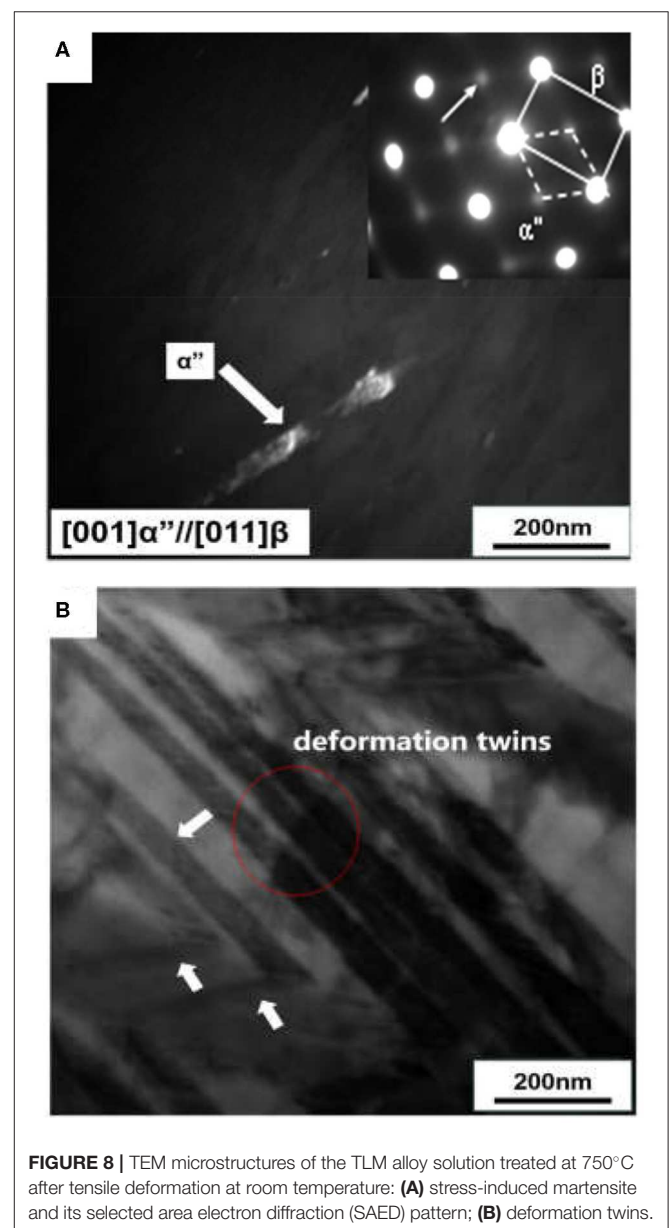 A
β
α"
α”
[001]α”//[011]β
200nm
B
deformation twins
200nm
FIGURE 8 | TEM microstructures of the TLM alloy solution treated at 750°C
after tensile deformation at room temperature: (A) stress-induced martensite
and its selected area electron diffraction (SAED) pattern; (B) deformation twins.